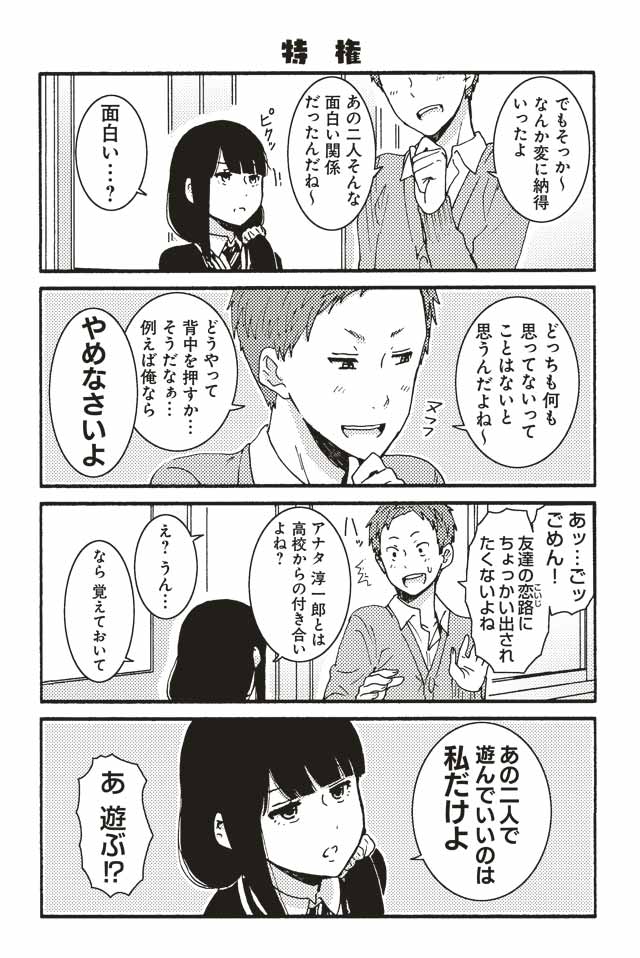 特権
でもそっか〜
なんか変に納得
いったよ
あの二人そんな
面白い関係
だったんだね〜
ピクッ
面白い…?
どっちも何も
思ってないって
ことはないと
思うんだよね〜
ムフフ
どうやって
背中を押すか…
そうだなぁ…
例えば俺なら
やめなさいよ
あッ…ごッ
ごめん!
友達の恋路に
こいじ
ちょっかい出され
たくないよね
ハッ
アナタ 淳一郎とは
高校からの付き合い
よね?
え? うん…
なら 覚えておいて
あの二人で
遊んでいいのは
私だけよ
あ 遊ぶ!?